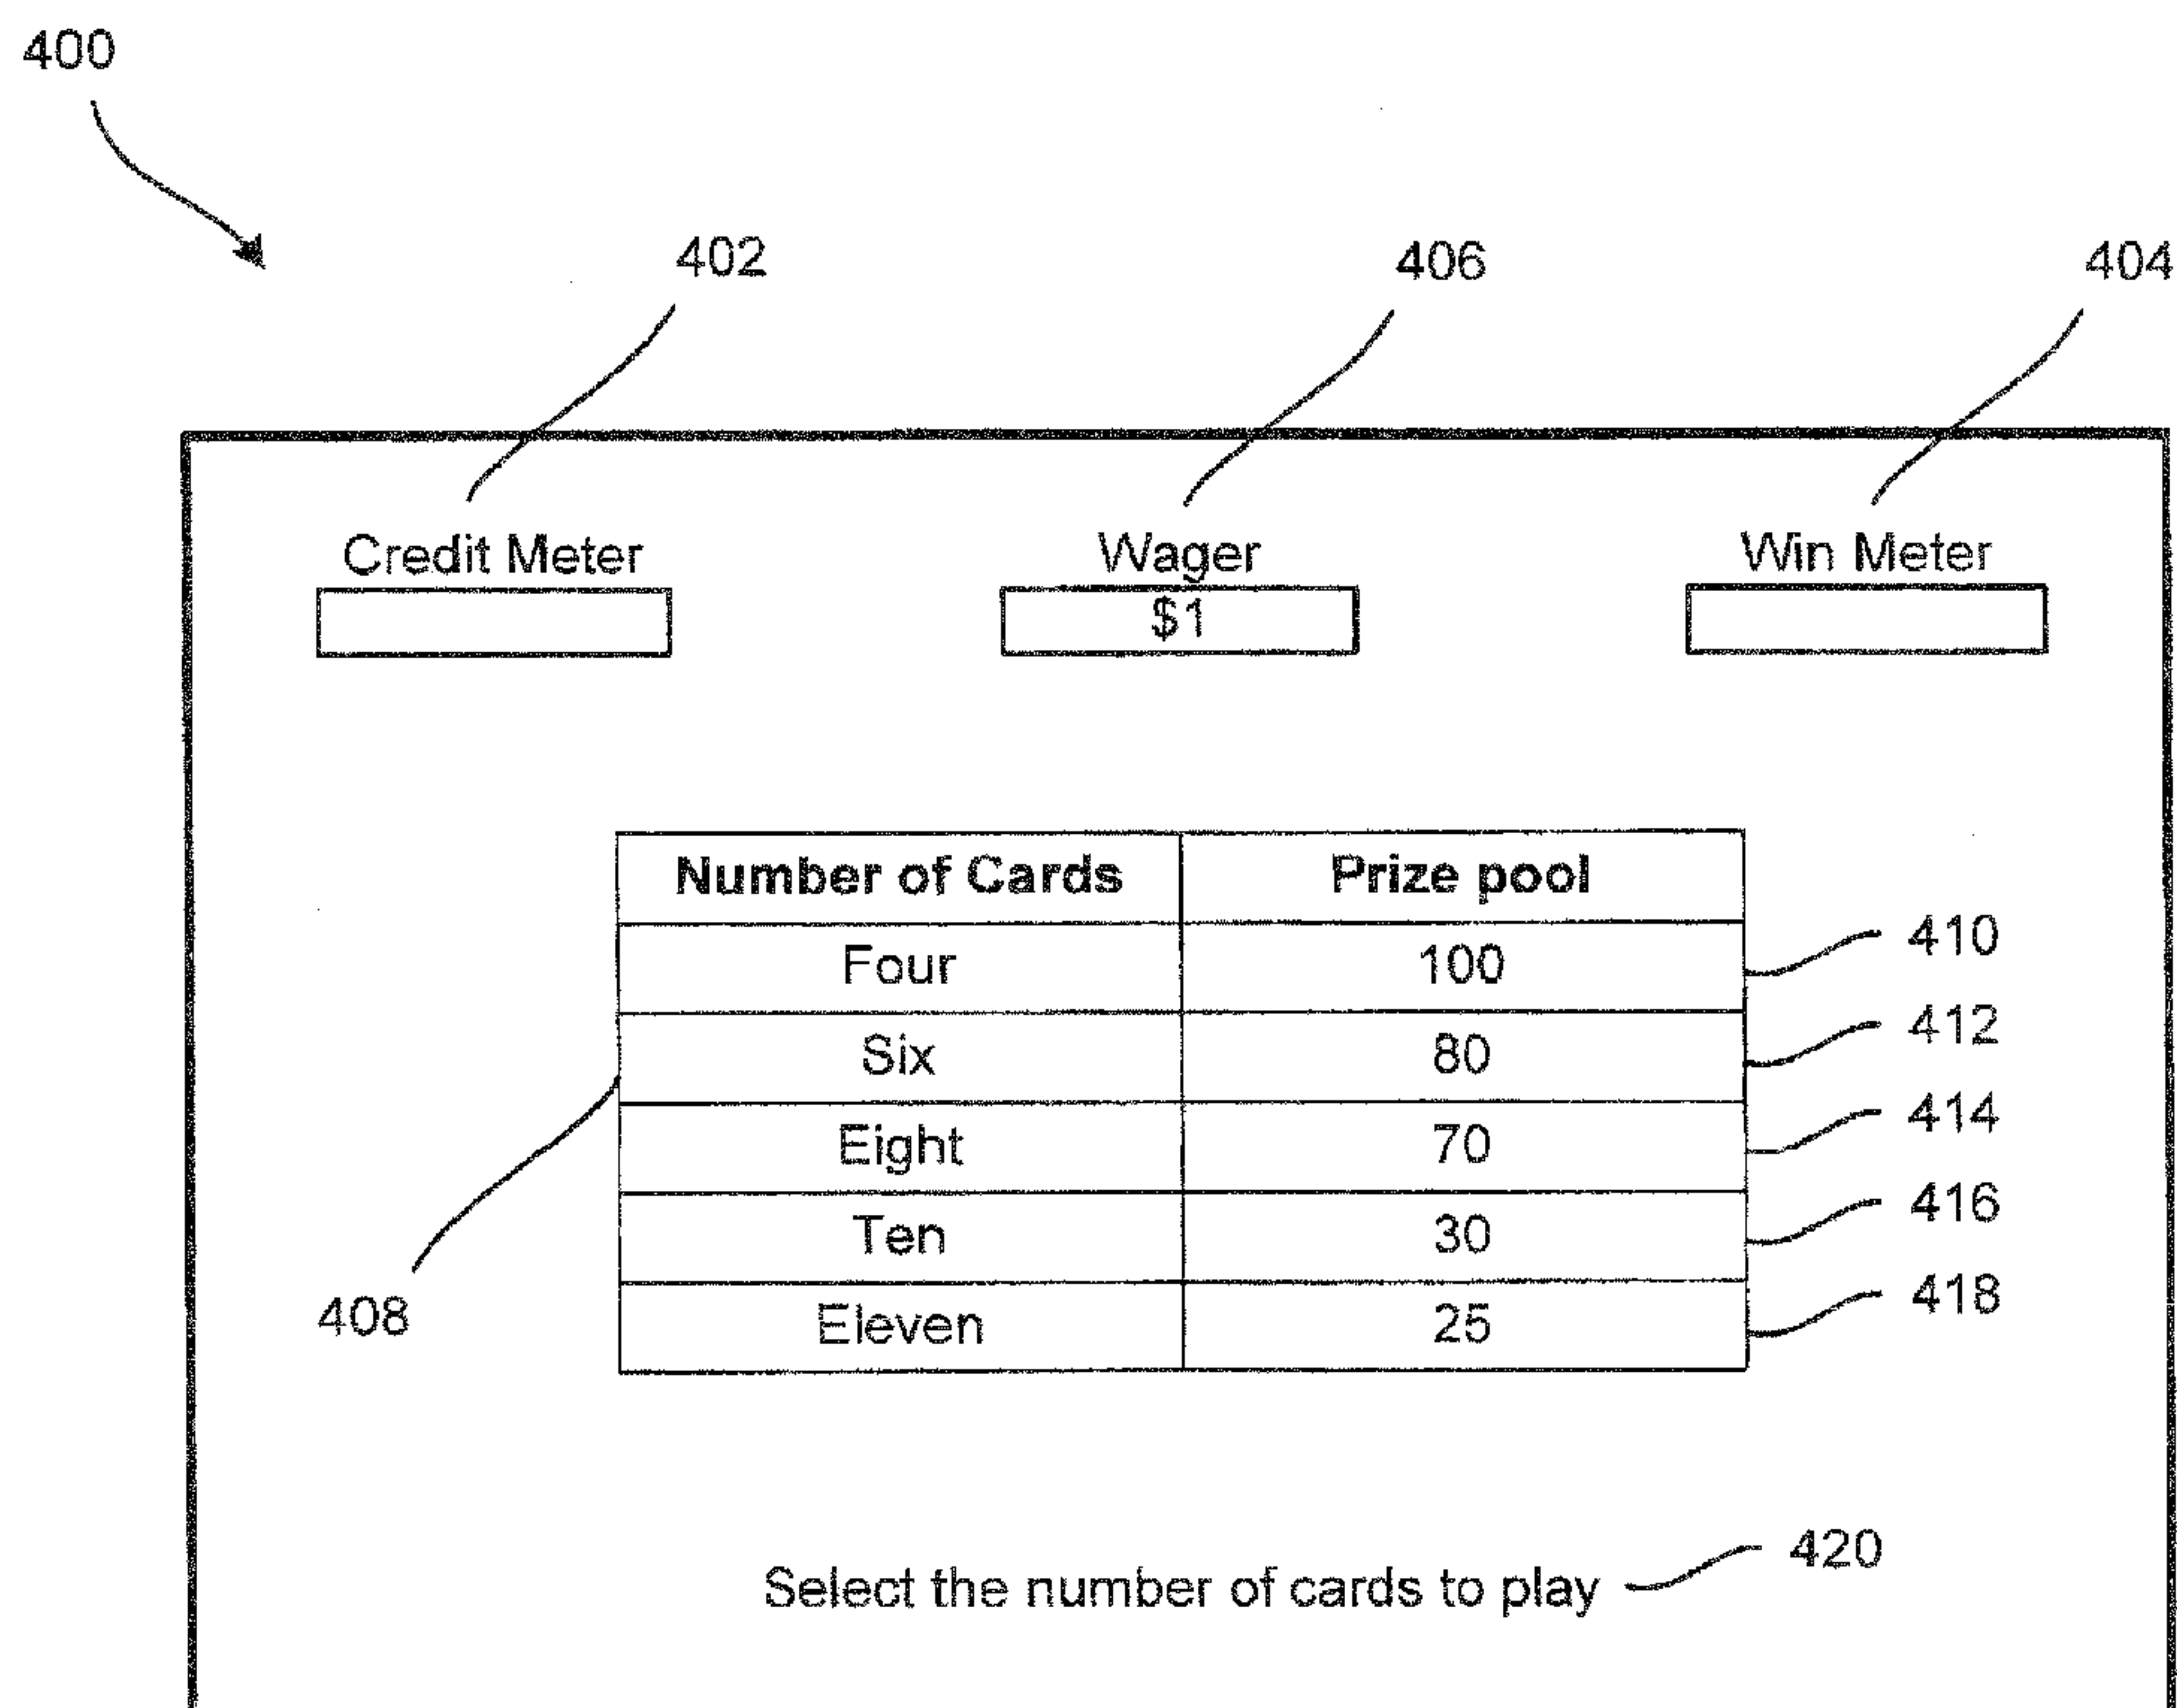 400
402 406 404
Credit Meter Wager Win Meter
$1
Number of Cards Prize pool
Four 100 410
Six 80 412
Eight 70 414
Ten 30 416
Eleven 25 418
408
Select the number of cards to play 420